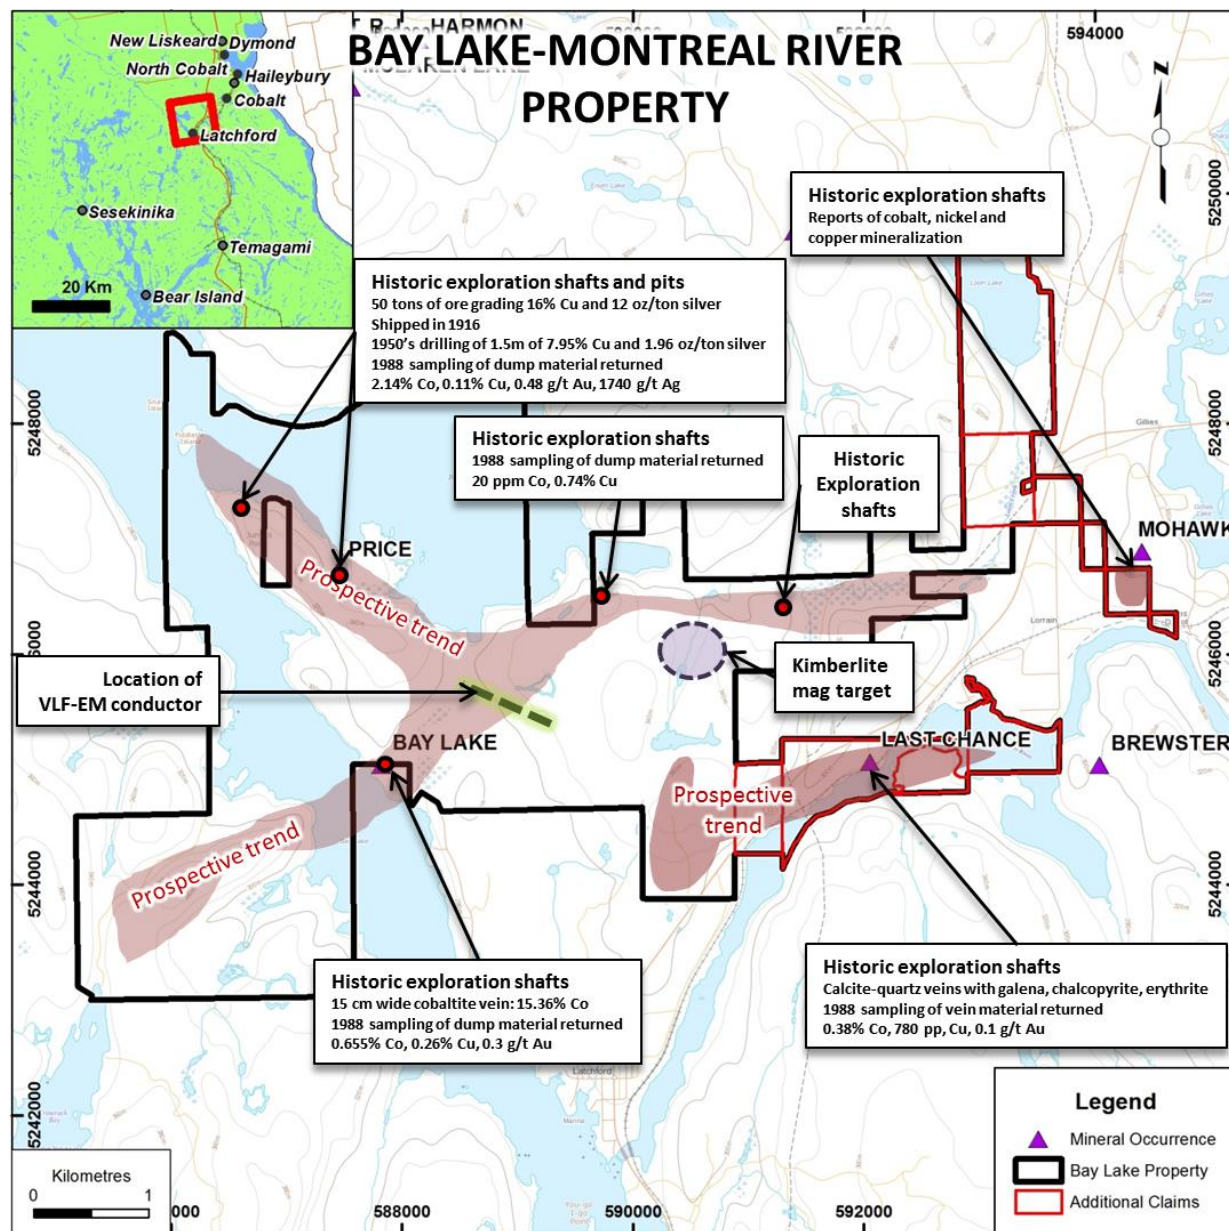 BAY LAKE-MONTREAL RIVER
PROPERTY
HARMON
594000
New Liskeard
Dymond
North Cobalt
Haileybury
Cobalt
Latchford
Sesekinika
Temagami
Bear Island
20 Km
N
5250000
Historic exploration shafts
Reports of cobalt, nickel and
copper mineralization
Historic exploration shafts and pits
50 tons of ore grading 16% Cu and 12 oz/ton silver
Shipped in 1916
1950's drilling of 1.5m of 7.95% Cu and 1.96 oz/ton silver
1988 sampling of dump material returned
2.14% Co, 0.11% Cu, 0.48 g/t Au, 1740 g/t Ag
5248000
5248000
Historic exploration shafts
1988 sampling of dump material returned
20 ppm Co, 0.74% Cu
Historic
Exploration
shafts
Gillies
MOHAWK
PRICE
Prospective trend
Lorrain
6000
5246000
Location of
VLF-EM conductor
Kimberlite
mag target
BAY LAKE
LAST CHANCE
BREWSTER
Prospective
trend
Prospective trend
5244000
5244000
Historic exploration shafts
15 cm wide cobaltite vein: 15.36% Co
1988 sampling of dump material returned
0.655% Co, 0.26% Cu, 0.3 g/t Au
Historic exploration shafts
Calcite-quartz veins with galena, chalcopyrite, erythrite
1988 sampling of vein material returned
0.38% Co, 780 pp, Cu, 0.1 g/t Au
Latchford
Marina
5242000
Legend
Mineral Occurrence
Bay Lake Property
Additional Claims
Kilometres
0 1
000
588000
590000
592000